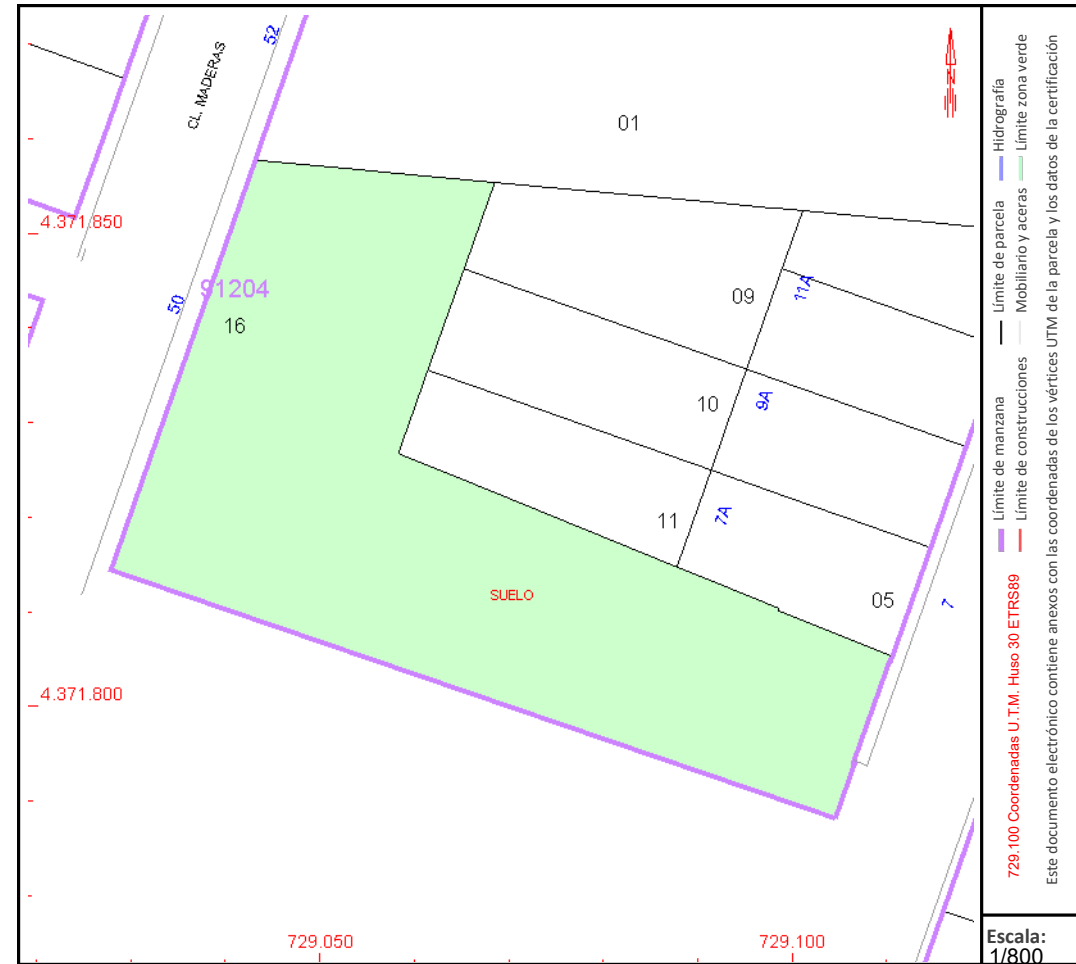 52
CL. MADERAS
01
4.371.850
50
91204
16
09
11A
10
9A
11
7A
SUELO
05
7
4.371.800
729.050
729.100
Límite de manzana
Límite de parcela
Hidrografía
Límite de construcciones
Mobiliario y aceras
Límite zona verde
729.100 Coordenadas U.T.M. Huso 30 ETRS89
Este documento electrónico contiene anexos con las coordenadas de los vértices UTM de la parcela y los datos de la certificación
Escala:
1/800